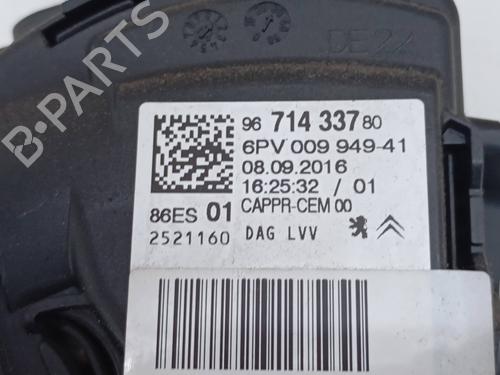 DE22
96 714 337 80
6PV 009 949-41
08.09.2016
16:25:32 / 01
86ES 01 CAPPR-CEM 00
2521160 DAG LVV
B-PARTS